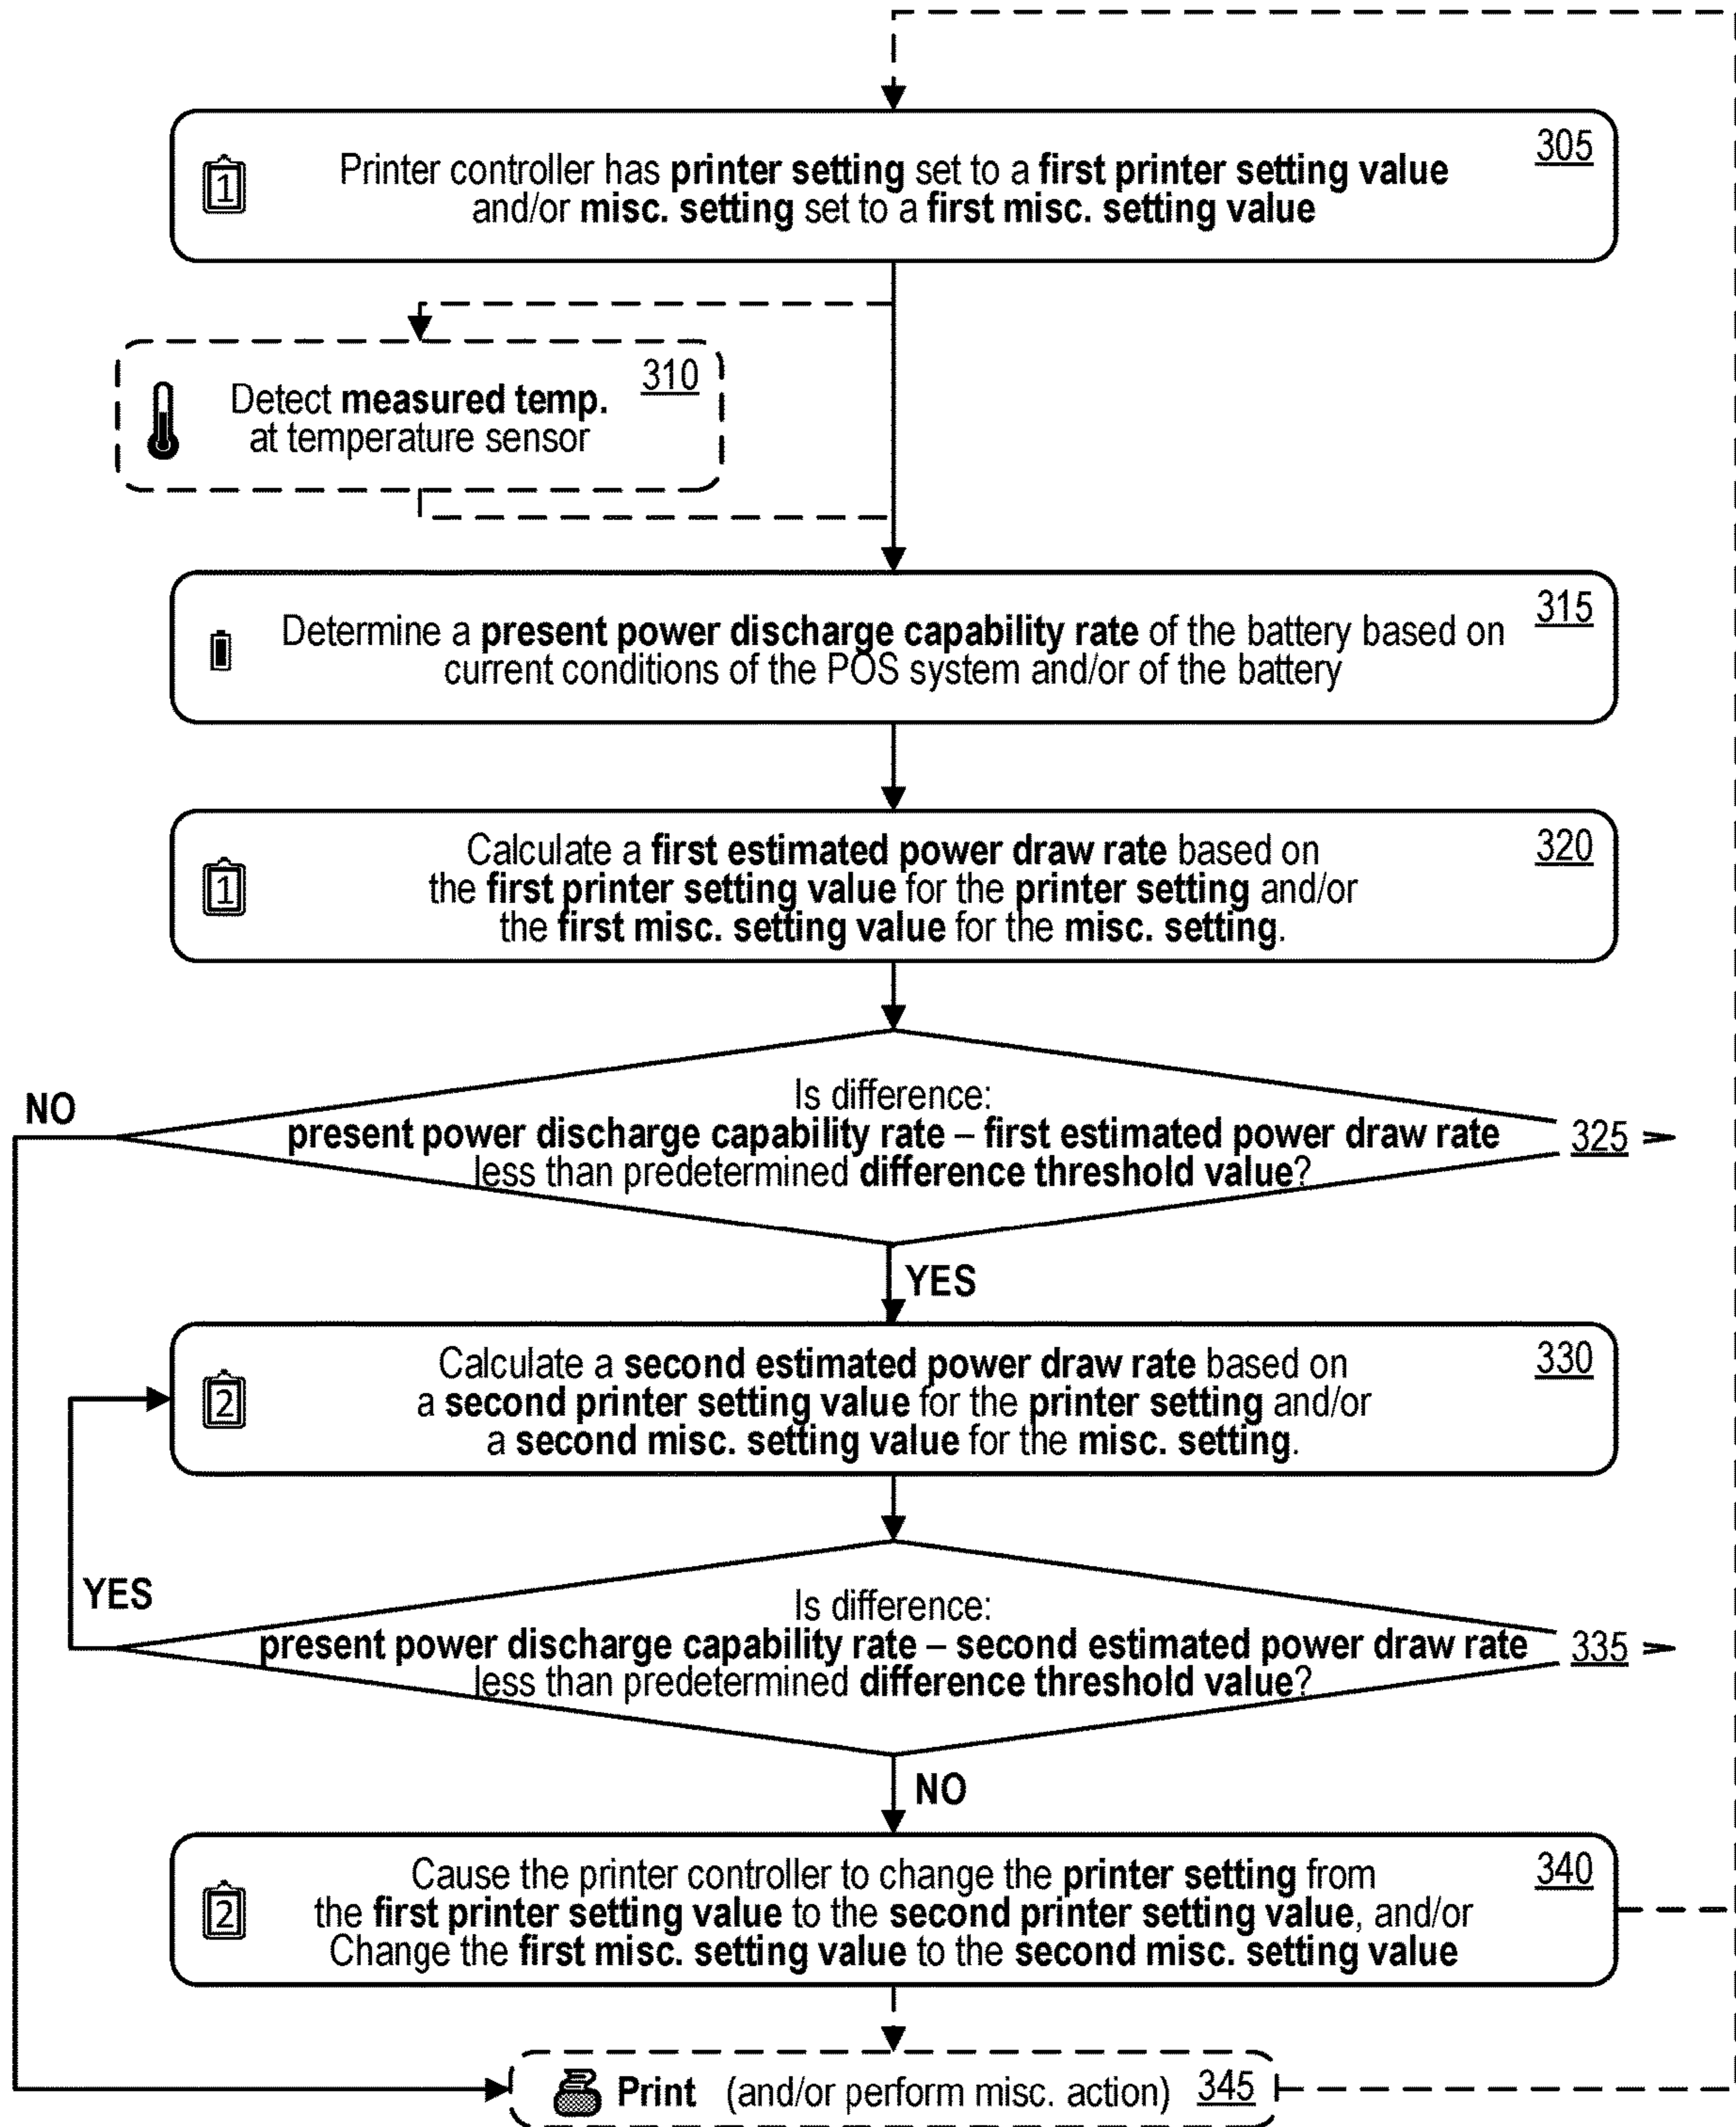 305
1
Printer controller has printer setting set to a first printer setting value
and/or misc. setting set to a first misc. setting value
310
Detect measured temp.
at temperature sensor
315
Determine a present power discharge capability rate of the battery based on
current conditions of the POS system and/or of the battery
320
1
Calculate a first estimated power draw rate based on
the first printer setting value for the printer setting and/or
the first misc. setting value for the misc. setting.
NO
Is difference:
present power discharge capability rate – first estimated power draw rate
less than predetermined difference threshold value?
325
YES
330
2
Calculate a second estimated power draw rate based on
a second printer setting value for the printer setting and/or
a second misc. setting value for the misc. setting.
YES
Is difference:
present power discharge capability rate – second estimated power draw rate
less than predetermined difference threshold value?
335
NO
340
2
Cause the printer controller to change the printer setting from
the first printer setting value to the second printer setting value, and/or
Change the first misc. setting value to the second misc. setting value
Print (and/or perform misc. action) 345